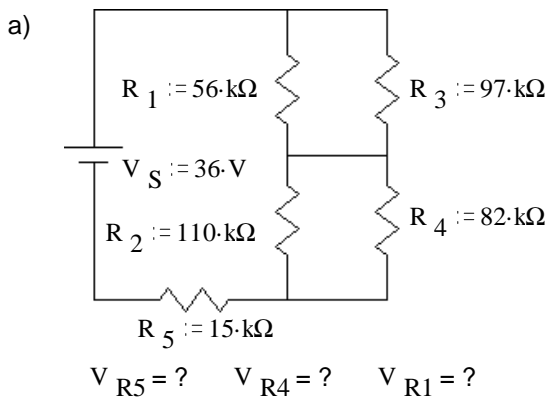 a)
R 1 := 56·kΩ
R 3 := 97·kΩ
V S := 36·V
R 2 := 110·kΩ
R 4 := 82·kΩ
R 5 := 15·kΩ
V R5 = ? V R4 = ? V R1 = ?